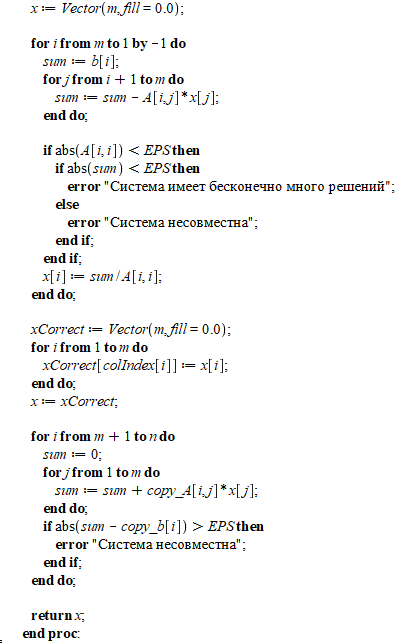 x := Vector(m, fill = 0.0);
for i from m to 1 by -1 do
sum := b[i];
for j from i + 1 to m do
sum := sum - A[i,j]*x[j];
end do;
if abs(A[i, i]) < EPS then
if abs(sum) < EPS then
error "Система имеет бесконечно много решений";
else
error "Система несовместна";
end if;
end if;
x[i] := sum/A[i, i];
end do;
xCorrect := Vector(m, fill = 0.0);
for i from 1 to m do
xCorrect[colIndex[i]] := x[i];
end do;
x := xCorrect;
for i from m + 1 to n do
sum := 0;
for j from 1 to m do
sum := sum + copy_A[i,j]*x[j];
end do;
if abs(sum - copy_b[i]) > EPS then
error "Система несовместна";
end if;
end do;
return x;
end proc: